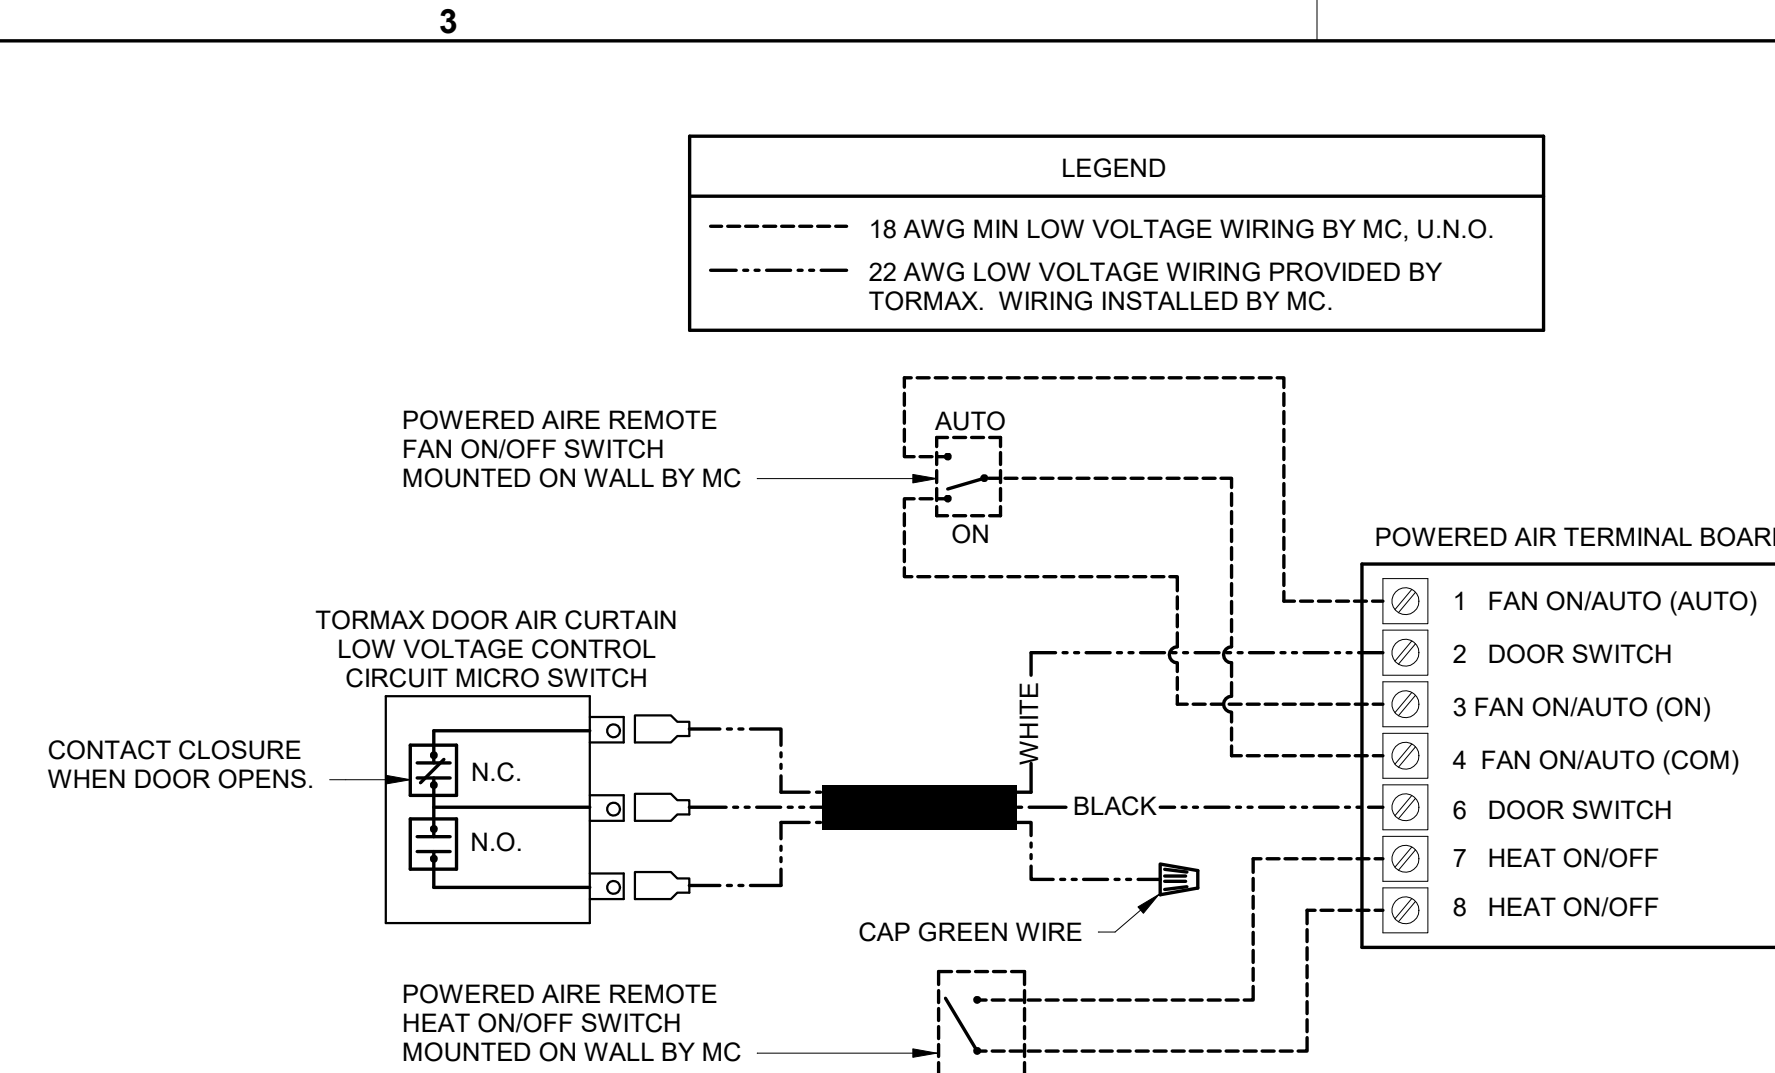 3
LEGEND
18 AWG MIN LOW VOLTAGE WIRING BY MC, U.N.O.
22 AWG LOW VOLTAGE WIRING PROVIDED BY
TORMAX. WIRING INSTALLED BY MC.
POWERED AIRE REMOTE
FAN ON/OFF SWITCH
MOUNTED ON WALL BY MC
AUTO
ON
POWERED AIR TERMINAL BOAR
1 FAN ON/AUTO (AUTO)
2 DOOR SWITCH
3 FAN ON/AUTO (ON)
4 FAN ON/AUTO (COM)
6 DOOR SWITCH
7 HEAT ON/OFF
8 HEAT ON/OFF
TORMAX DOOR AIR CURTAIN
LOW VOLTAGE CONTROL
CIRCUIT MICRO SWITCH
CONTACT CLOSURE
WHEN DOOR OPENS.
N.C.
N.O.
WHITE
BLACK
CAP GREEN WIRE
POWERED AIRE REMOTE
HEAT ON/OFF SWITCH
MOUNTED ON WALL BY MC